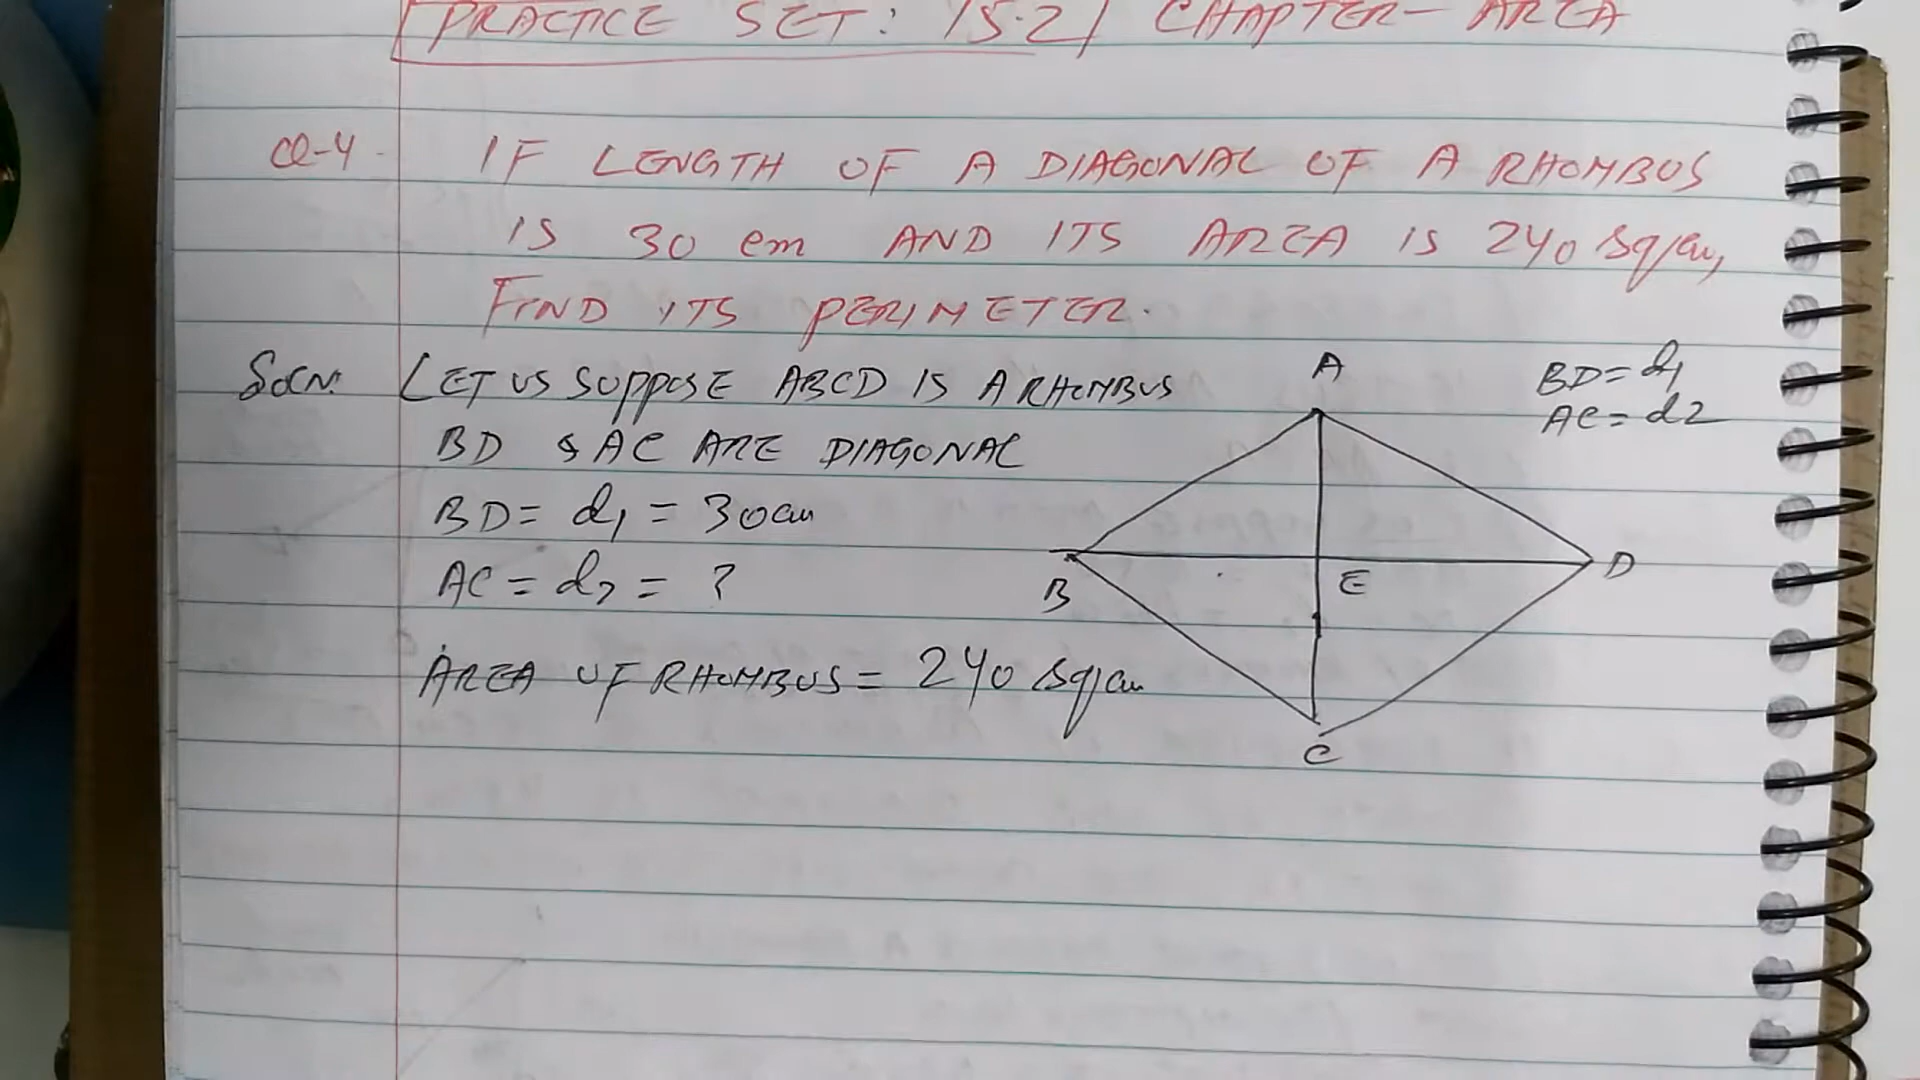 PRACTICE SET: 15.2 CHAPTER- AREA
Q-4. IF LENGTH OF A DIAGONAL OF A RHOMBUS
IS 30 cm AND ITS AREA IS 240 sq/cm,
FIND ITS PERIMETER.
SOLN: LET US SUPPOSE ABCD IS A RHOMBUS
BD & AC ARE DIAGONAL
BD = d1 = 30cm
AC = d2 = ?
AREA OF RHOMBUS = 240 sq/cm
BD = d1
AC = d2
A
B
E
D
C